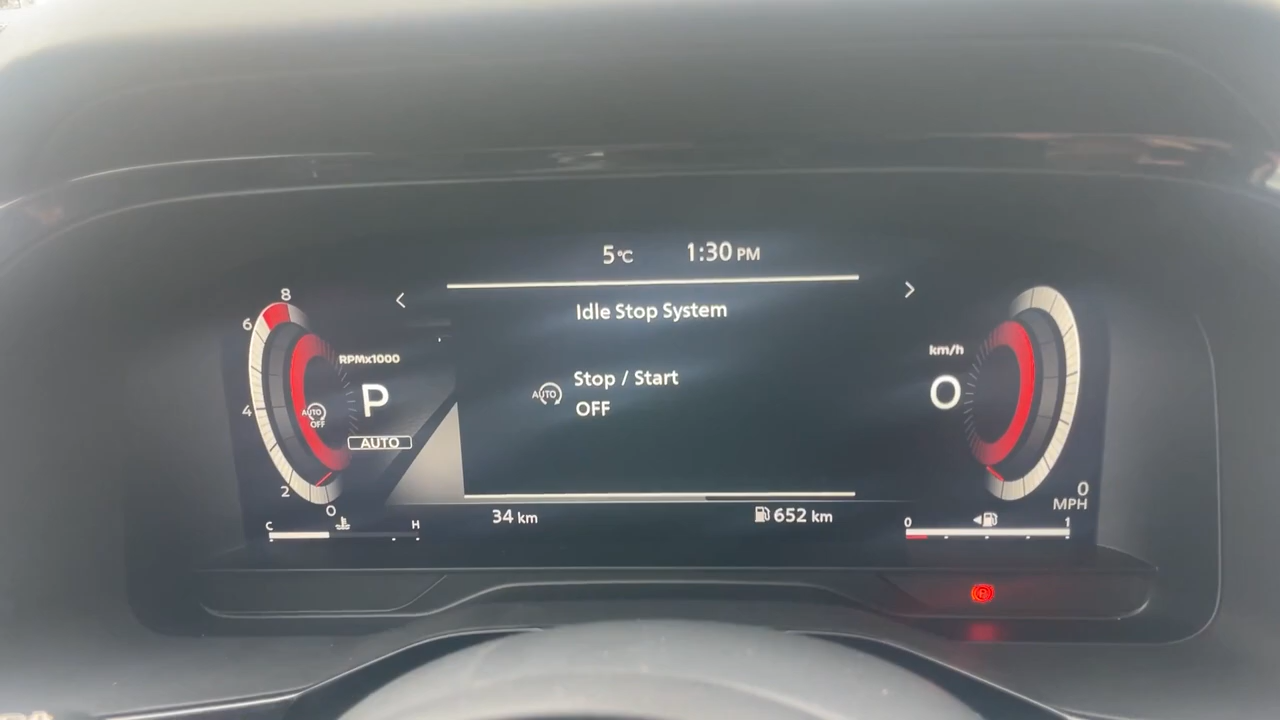 5°C 1:30 PM
< >
Idle Stop System
8
6
4
2
0
RPMx1000
P
AUTO
AUTO
OFF
AUTO
Stop / Start
OFF
km/h
0
0
MPH
C H
34 km
652 km
0 1